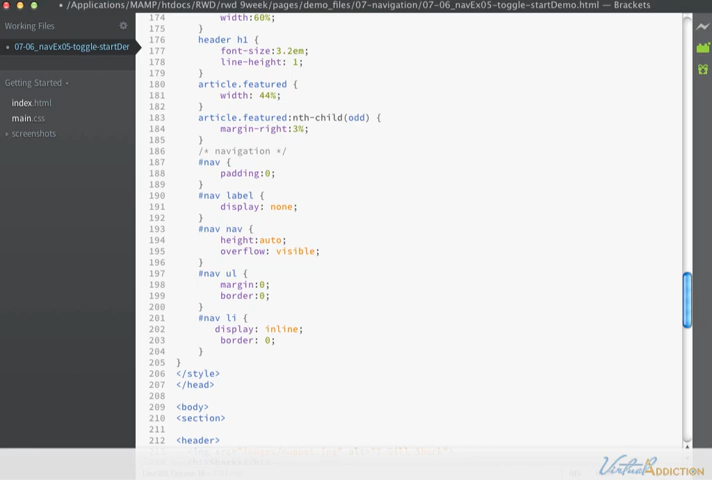 • /Applications/MAMP/htdocs/RWD/rwd 9week/pages/demo_files/07-navigation/07-06_navEx05-toggle-startDemo.html — Brackets
Working Files
• 07-06_navEx05-toggle-startDer
Getting Started
index.html
main.css
screenshots
174 width:60%;
175 }
176 header h1 {
177 font-size:3.2em;
178 line-height: 1;
179 }
180 article.featured {
181 width: 44%;
182 }
183 article.featured:nth-child(odd) {
184 margin-right:3%;
185 }
186 /* navigation */
187 #nav {
188 padding:0;
189 }
190 #nav label {
191 display: none;
192 }
193 #nav nav {
194 height:auto;
195 overflow: visible;
196 }
197 #nav ul {
198 margin:0;
199 border:0;
200 }
201 #nav li {
202 display: inline;
203 border: 0;
204 }
205 }
206 </style>
207 </head>
208
209 <body>
210 <section>
211
212 <header>
Virtual ADDICTION